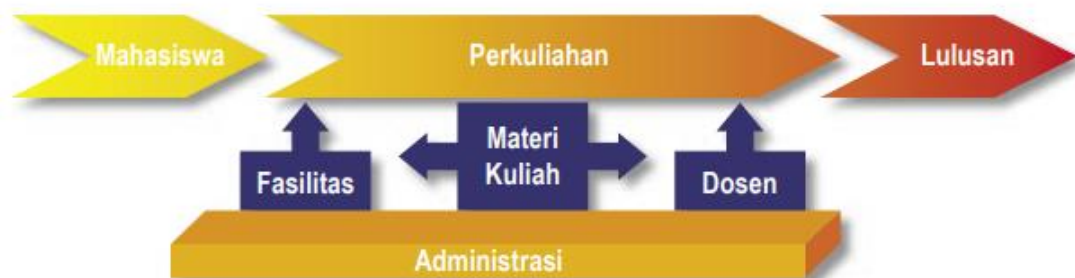 Mahasiswa
Perkuliahan
Lulusan
Fasilitas
Materi
Kuliah
Dosen
Administrasi